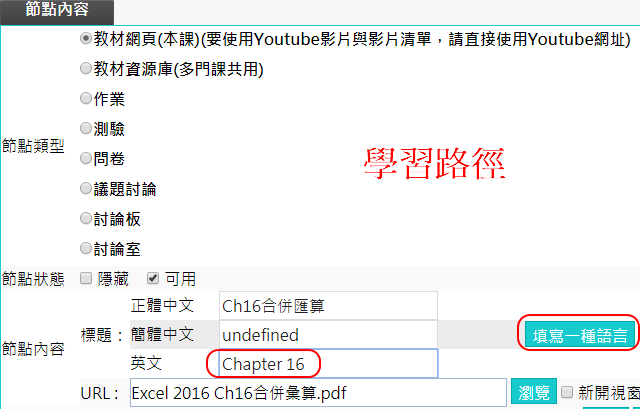 節點內容
教材網頁(本課)(要使用Youtube影片與影片清單，請直接使用Youtube網址)
教材資源庫(多門課共用)
作業
測驗
節點類型
問卷
學習路徑
議題討論
討論板
討論室
節點狀態 隱藏 可用
正體中文 Ch16合併匯算
標題： 簡體中文 undefined 填寫一種語言
節點內容
英文 Chapter 16
URL： Excel 2016 Ch16合併彙算.pdf 瀏覽 新開視窗